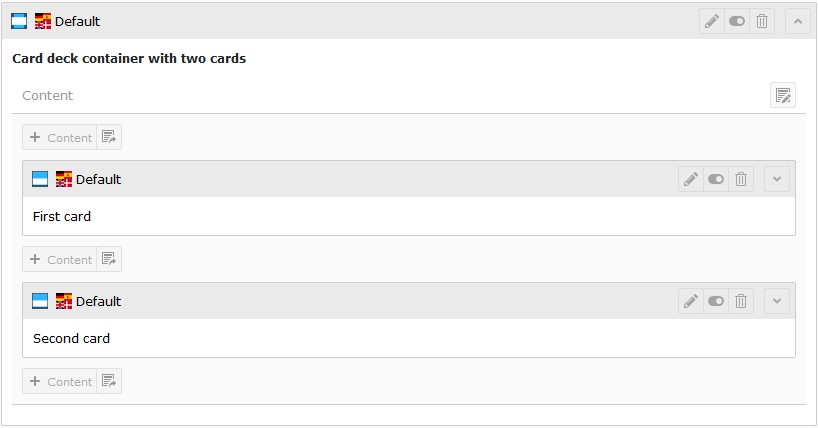 Default
Card deck container with two cards
Content
+ Content
Default
First card
+ Content
Default
Second card
+ Content